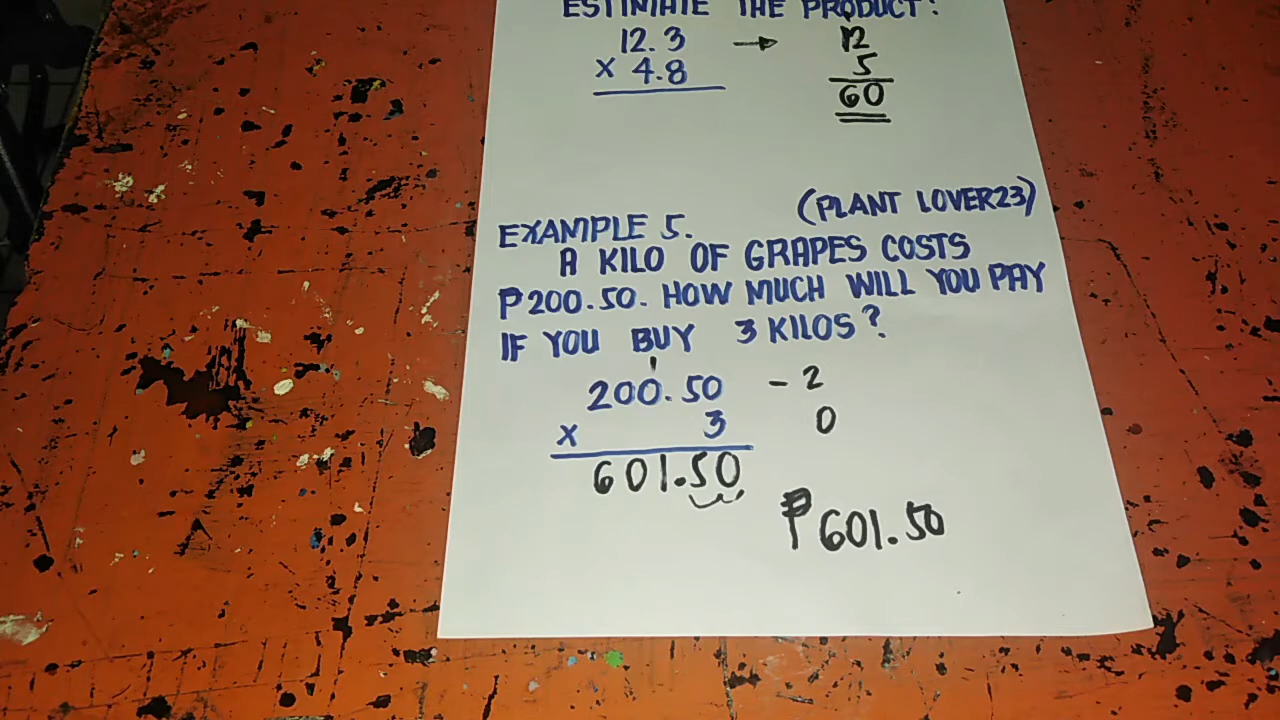 ESTIMATE THE PRODUCT:
12.3 → 12
× 4.8 5
60
(PLANT LOVER23)
EXAMPLE 5.
A KILO OF GRAPES COSTS
₱200.50. HOW MUCH WILL YOU PAY
IF YOU BUY 3 KILOS?
1
200.50 - 2
× 3 0
601.50
₱601.50